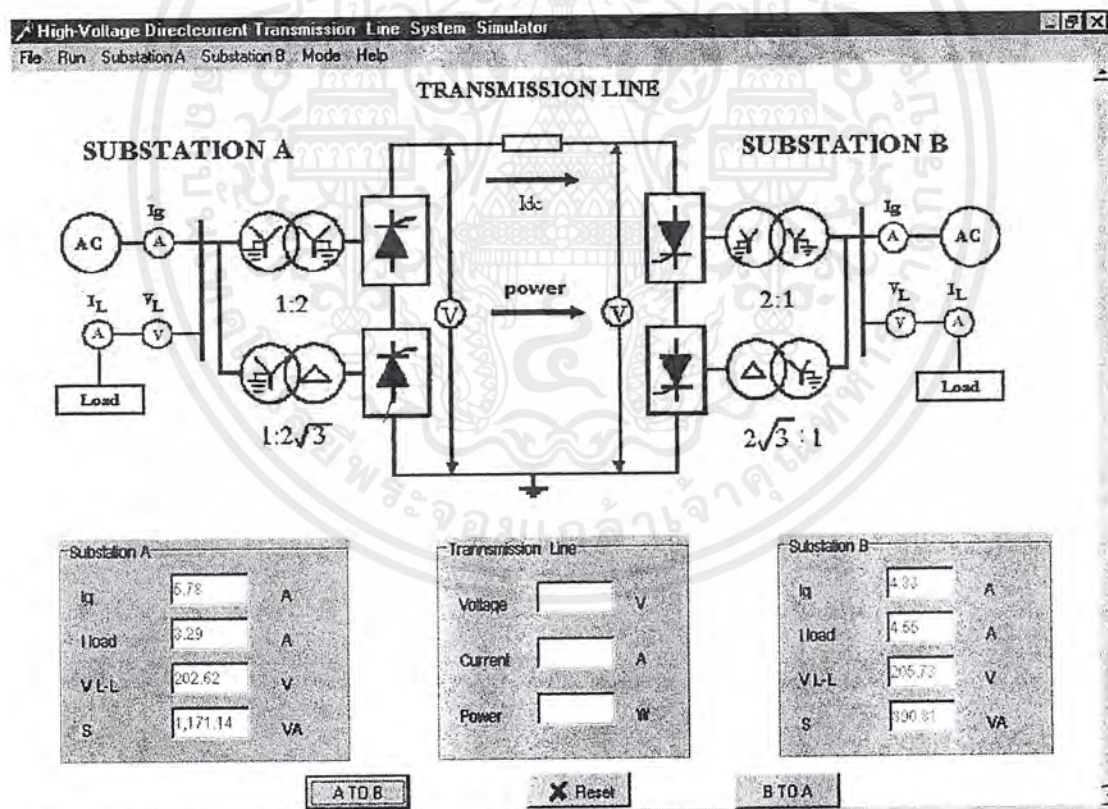 High-Voltage Directcurrent Transmission Line System Simulator
File Run Substation A Substation B Mode Help
TRANSMISSION LINE
SUBSTATION A
SUBSTATION B
Idc
power
Ig
A
AC
IL
VL
A
V
Load
1:2
1:2√3
V
V
2:1
2√3 : 1
Ig
A
AC
VL
IL
V
A
Load
Substation A
Ig 5.78 A
I load 3.29 A
V L-L 202.62 V
S 1,171.14 VA
Trannsmission Line
Voltage V
Current A
Power W
Substation B
Ig 4.33 A
I load 4.55 A
V L-L 205.73 V
S 890.81 VA
A TO B
Reset
B TO A